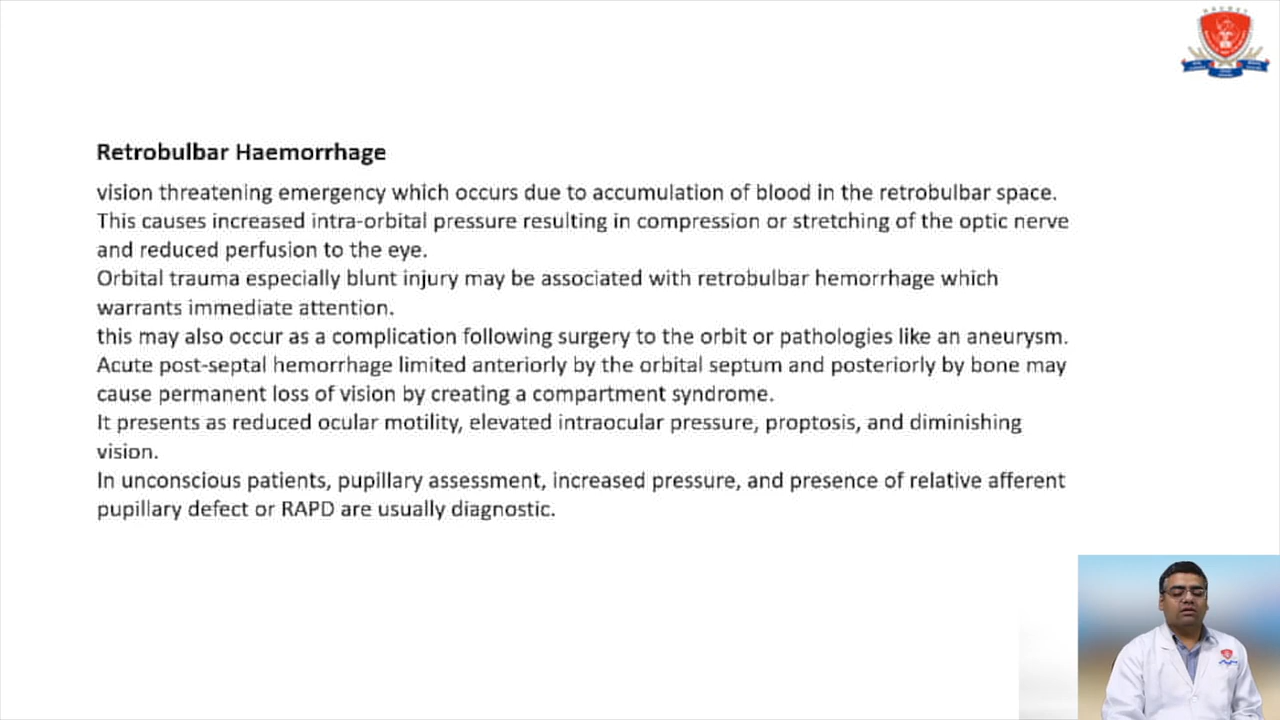 Retrobulbar Haemorrhage
vision threatening emergency which occurs due to accumulation of blood in the retrobulbar space.
This causes increased intra-orbital pressure resulting in compression or stretching of the optic nerve
and reduced perfusion to the eye.
Orbital trauma especially blunt injury may be associated with retrobulbar hemorrhage which
warrants immediate attention.
this may also occur as a complication following surgery to the orbit or pathologies like an aneurysm.
Acute post-septal hemorrhage limited anteriorly by the orbital septum and posteriorly by bone may
cause permanent loss of vision by creating a compartment syndrome.
It presents as reduced ocular motility, elevated intraocular pressure, proptosis, and diminishing
vision.
In unconscious patients, pupillary assessment, increased pressure, and presence of relative afferent
pupillary defect or RAPD are usually diagnostic.